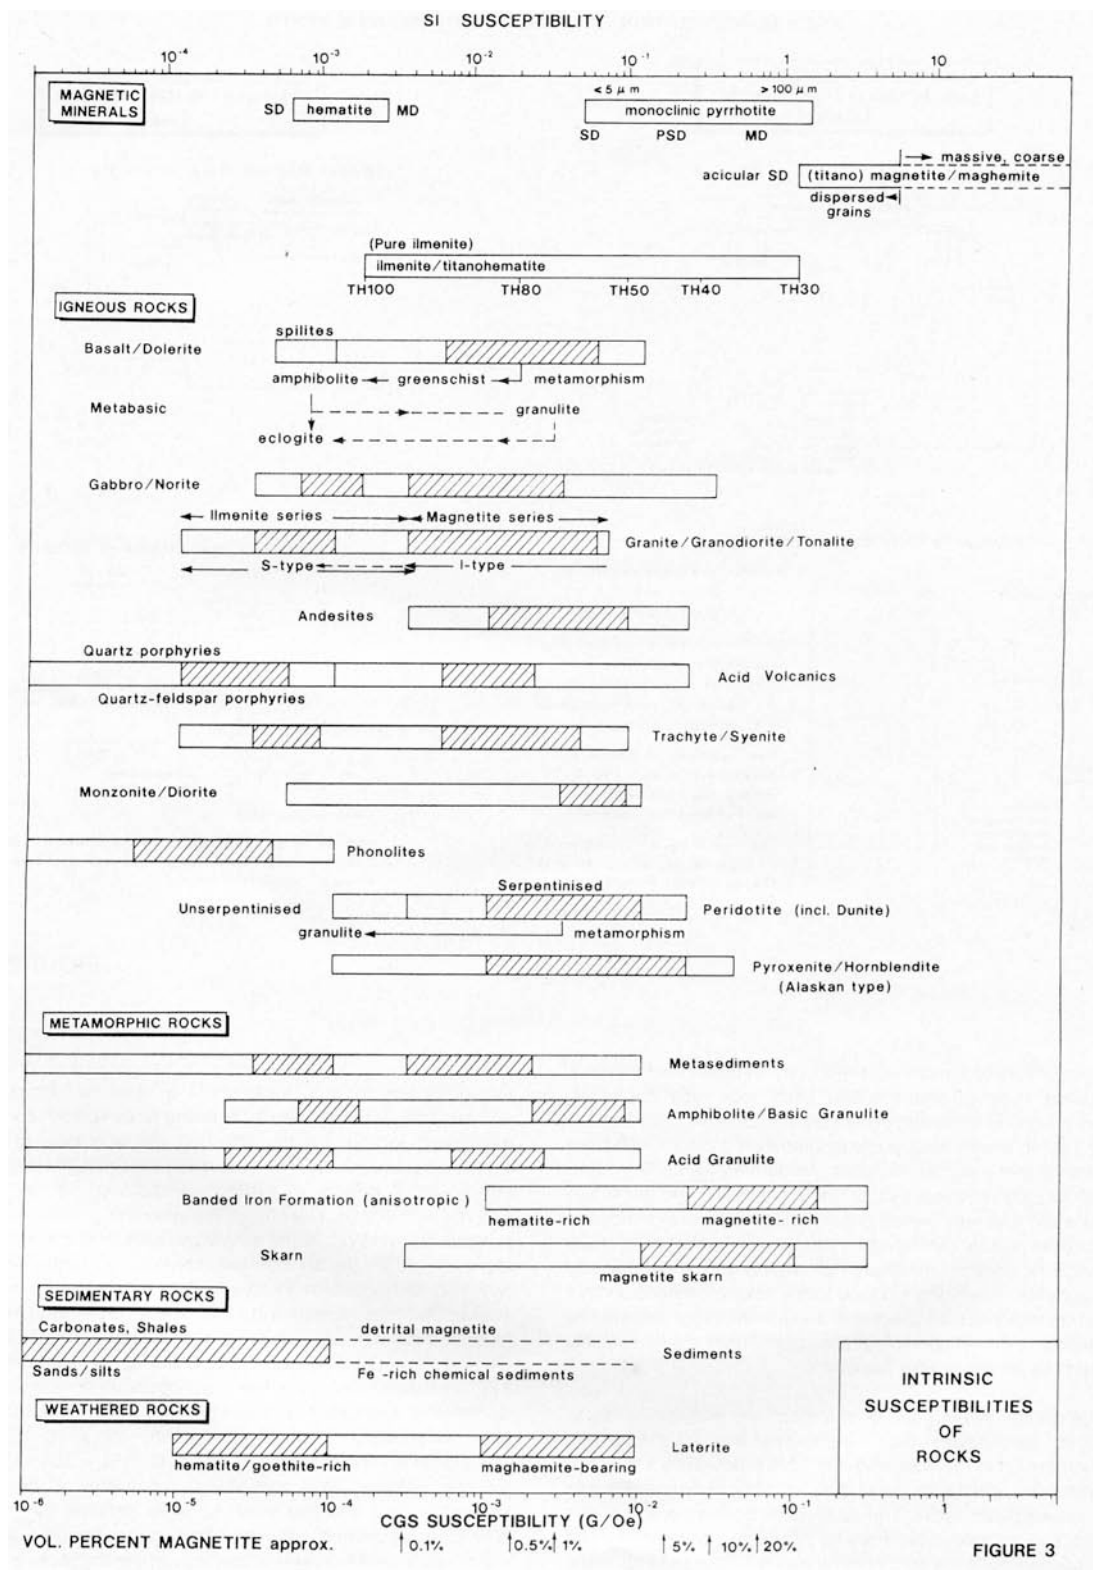 SI SUSCEPTIBILITY
10⁻⁴ 10⁻³ 10⁻² 10⁻¹ 1 10
MAGNETIC
MINERALS
< 5 µ m > 100 µ m
SD hematite MD
monoclinic pyrrhotite
SD PSD MD
massive, coarse
acicular SD (titano) magnetite/maghemite
dispersed
grains
(Pure ilmenite)
ilmenite/titanohematite
TH100 TH80 TH50 TH40 TH30
IGNEOUS ROCKS
spilites
Basalt/Dolerite
amphibolite greenschist metamorphism
Metabasic granulite
eclogite
Gabbro/Norite
Ilmenite series Magnetite series
Granite/Granodiorite/Tonalite
S-type I-type
Andesites
Quartz porphyries
Acid Volcanics
Quartz-feldspar porphyries
Trachyte/Syenite
Monzonite/Diorite
Phonolites
Serpentinised
Unserpentinised Peridotite (incl. Dunite)
granulite metamorphism
Pyroxenite/Hornblendite
(Alaskan type)
METAMORPHIC ROCKS
Metasediments
Amphibolite/Basic Granulite
Acid Granulite
Banded Iron Formation (anisotropic)
hematite-rich magnetite- rich
Skarn
magnetite skarn
SEDIMENTARY ROCKS
Carbonates, Shales detrital magnetite
Sediments
Sands/silts Fe -rich chemical sediments
WEATHERED ROCKS
Laterite
hematite/goethite-rich maghaemite-bearing
INTRINSIC
SUSCEPTIBILITIES
OF
ROCKS
10⁻⁶ 10⁻⁵ 10⁻⁴ 10⁻³ 10⁻² 10⁻¹ 1
CGS SUSCEPTIBILITY (G/Oe)
VOL. PERCENT MAGNETITE approx. 0.1% 0.5% 1% 5% 10% 20%
FIGURE 3